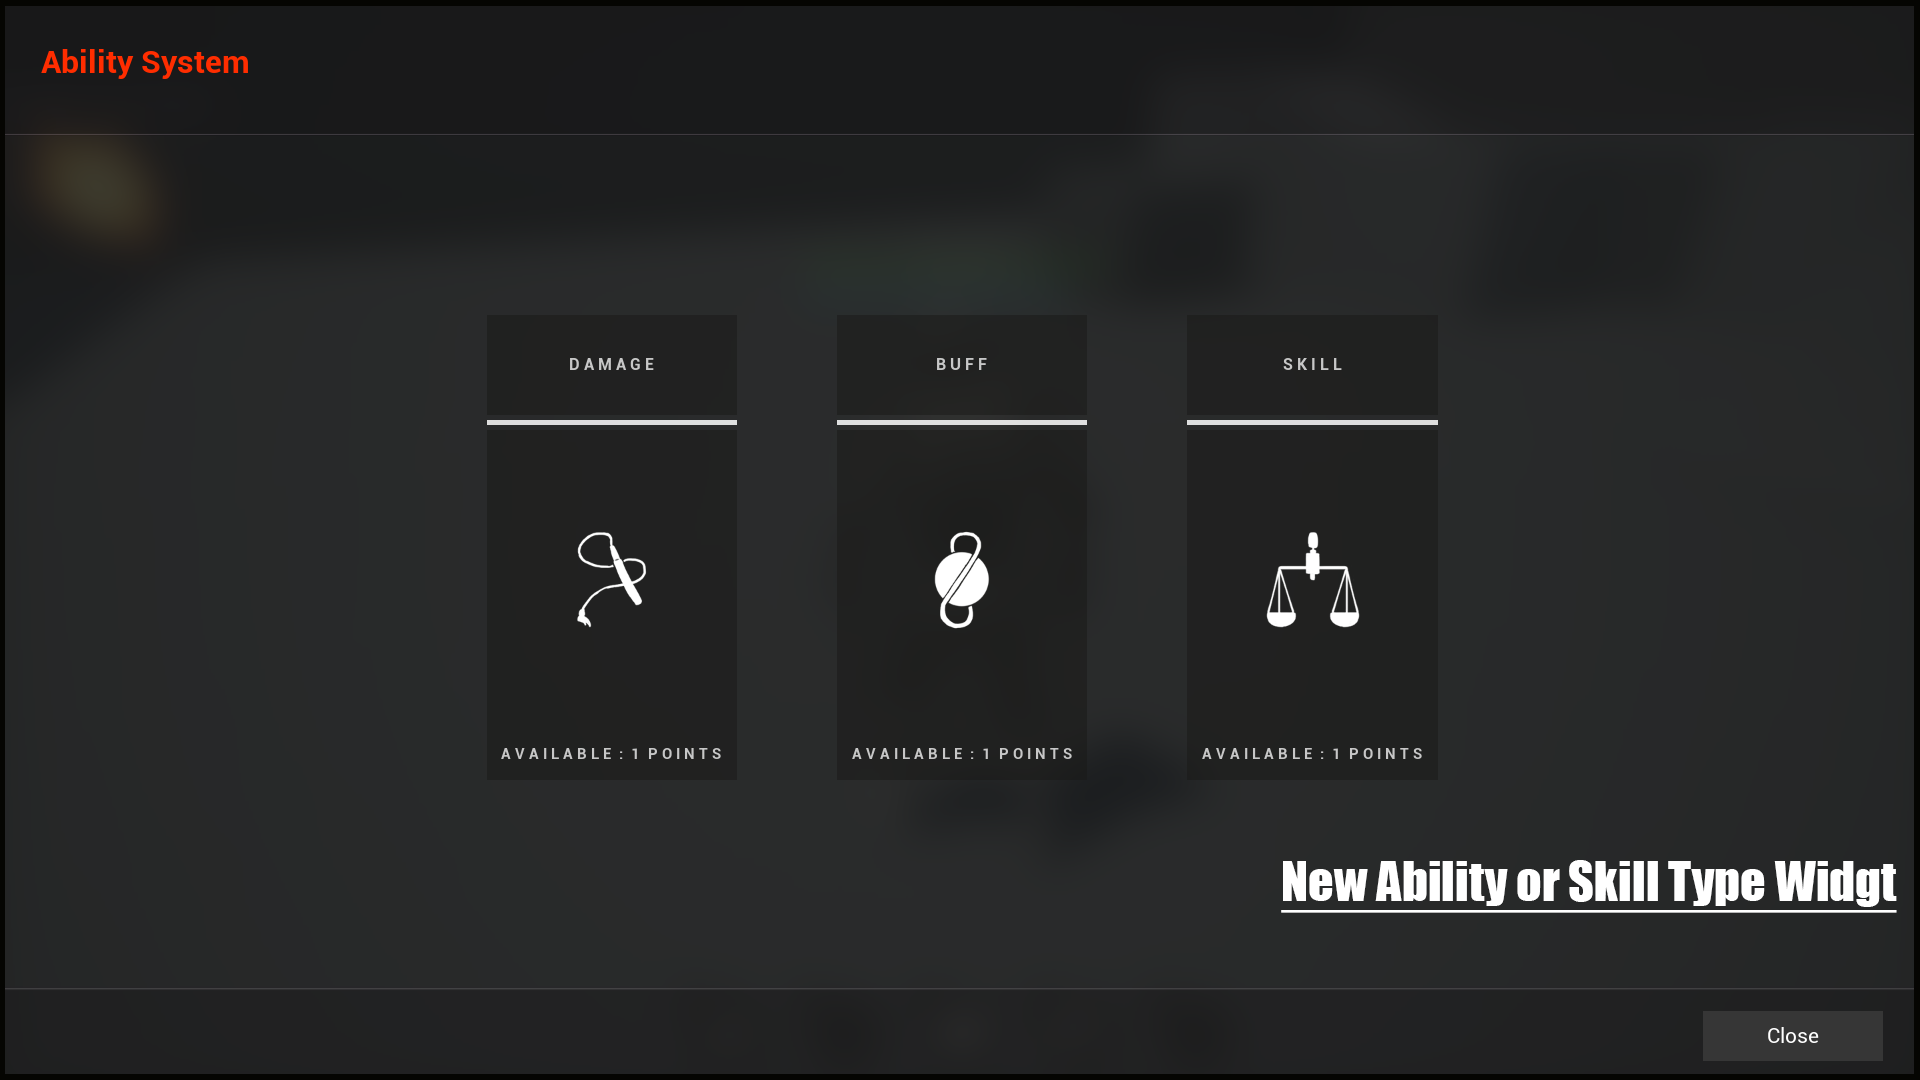 Ability System
DAMAGE
BUFF
SKILL
AVAILABLE : 1 POINTS
AVAILABLE : 1 POINTS
AVAILABLE : 1 POINTS
New Ability or Skill Type Widgt
Close